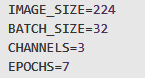 IMAGE_SIZE=224
BATCH_SIZE=32
CHANNELS=3
EPOCHS=7